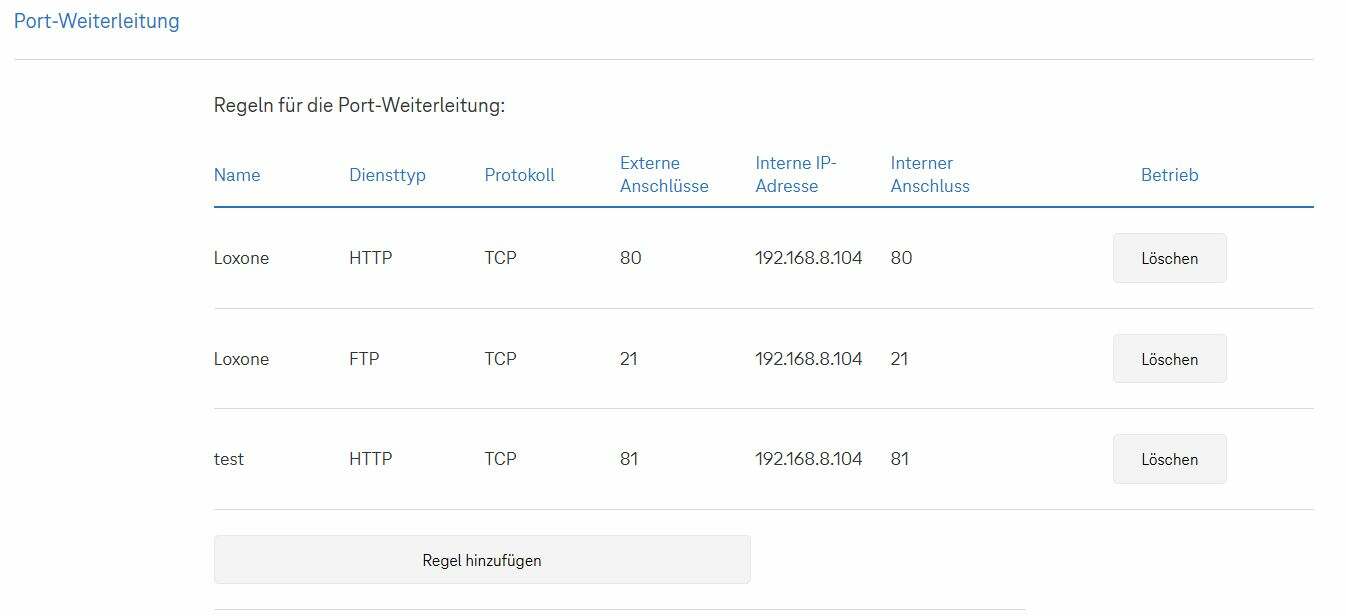 Port-Weiterleitung
Regeln für die Port-Weiterleitung:
Name Diensttyp Protokoll Externe Anschlüsse Interne IP-Adresse Interner Anschluss Betrieb
Loxone HTTP TCP 80 192.168.8.104 80 Löschen
Loxone FTP TCP 21 192.168.8.104 21 Löschen
test HTTP TCP 81 192.168.8.104 81 Löschen
Regel hinzufügen